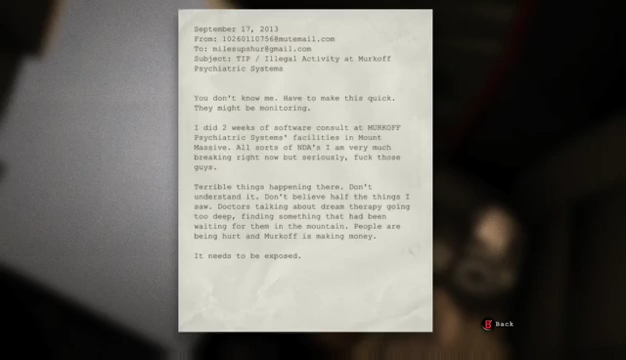 September 17, 2013
From: 10260110756@mutemail.com
To: milesupshur@gmail.com
Subject: TIP / Illegal Activity at Murkoff
Psychiatric Systems
You don't know me. Have to make this quick.
They might be monitoring.
I did 2 weeks of software consult at MURKOFF
Psychiatric Systems' facilities in Mount
Massive. All sorts of NDA's I am very much
breaking right now but seriously, fuck those
guys.
Terrible things happening there. Don't
understand it. Don't believe half the things I
saw. Doctors talking about dream therapy going
too deep, finding something that had been
waiting for them in the mountain. People are
being hurt and Murkoff is making money.
It needs to be exposed.
B Back